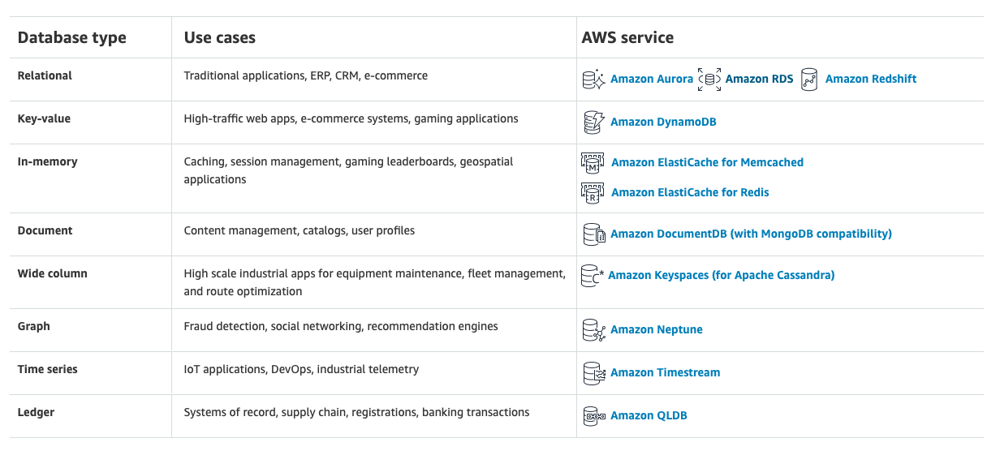 Database type Use cases AWS service
Relational Traditional applications, ERP, CRM, e-commerce Amazon Aurora Amazon RDS Amazon Redshift
Key-value High-traffic web apps, e-commerce systems, gaming applications Amazon DynamoDB
In-memory Caching, session management, gaming leaderboards, geospatial Amazon ElastiCache for Memcached
applications
M
R
Amazon ElastiCache for Redis
Document Content management, catalogs, user profiles Amazon DocumentDB (with MongoDB compatibility)
Wide column High scale industrial apps for equipment maintenance, fleet management, C* Amazon Keyspaces (for Apache Cassandra)
and route optimization
Graph Fraud detection, social networking, recommendation engines Amazon Neptune
Time series IoT applications, DevOps, industrial telemetry Amazon Timestream
Ledger Systems of record, supply chain, registrations, banking transactions Amazon QLDB